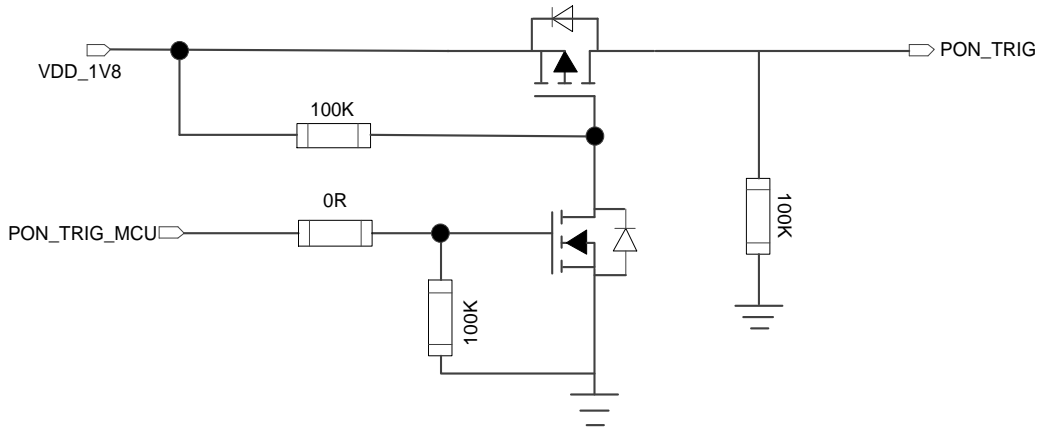 PON_TRIG
VDD_1V8
100K
0R
100K
PON_TRIG_MCU
100K